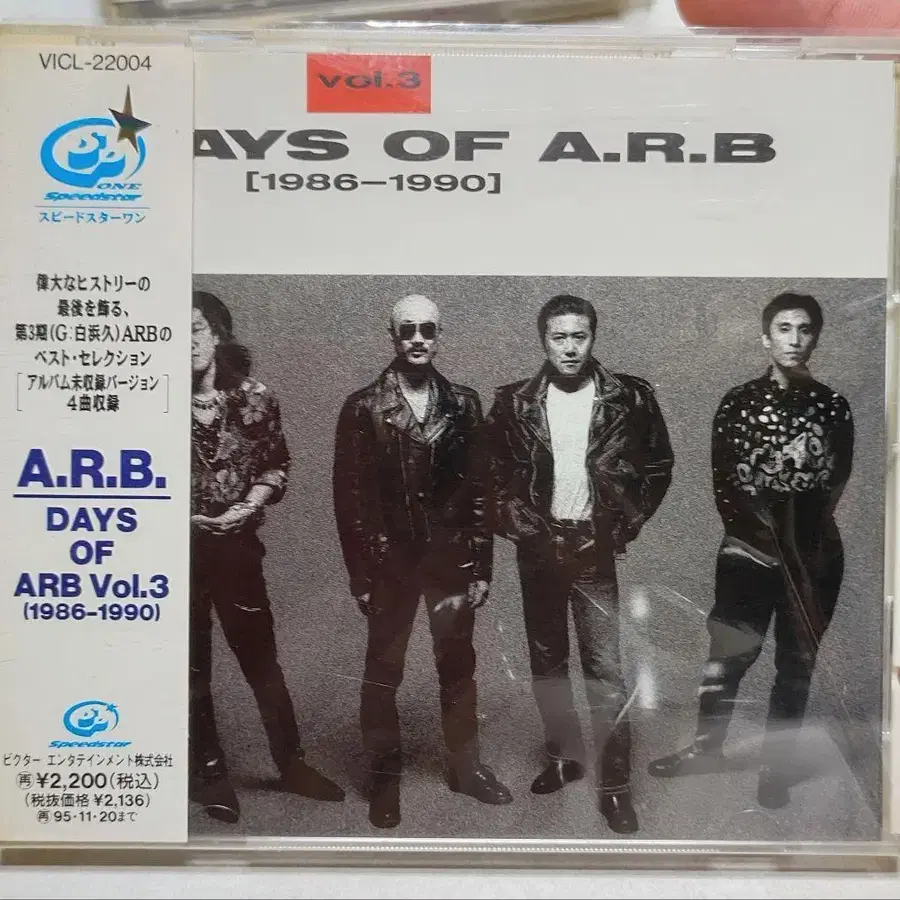 VICL-22004
ONE
Speedstar
スピードスターワン
偉大なヒストリーの
最後を飾る、
第3期(G:白浜久)ARBの
ベスト・セレクション
[アルバム未収録バージョン
4曲収録]
A.R.B.
DAYS
OF
ARB Vol.3
(1986-1990)
Speedstar
ビクター エンタテインメント株式会社
再¥2,200(税込)
(税抜価格 ¥2,136)
再95・11・20まで
vol.3
AYS OF A.R.B
[1986-1990]